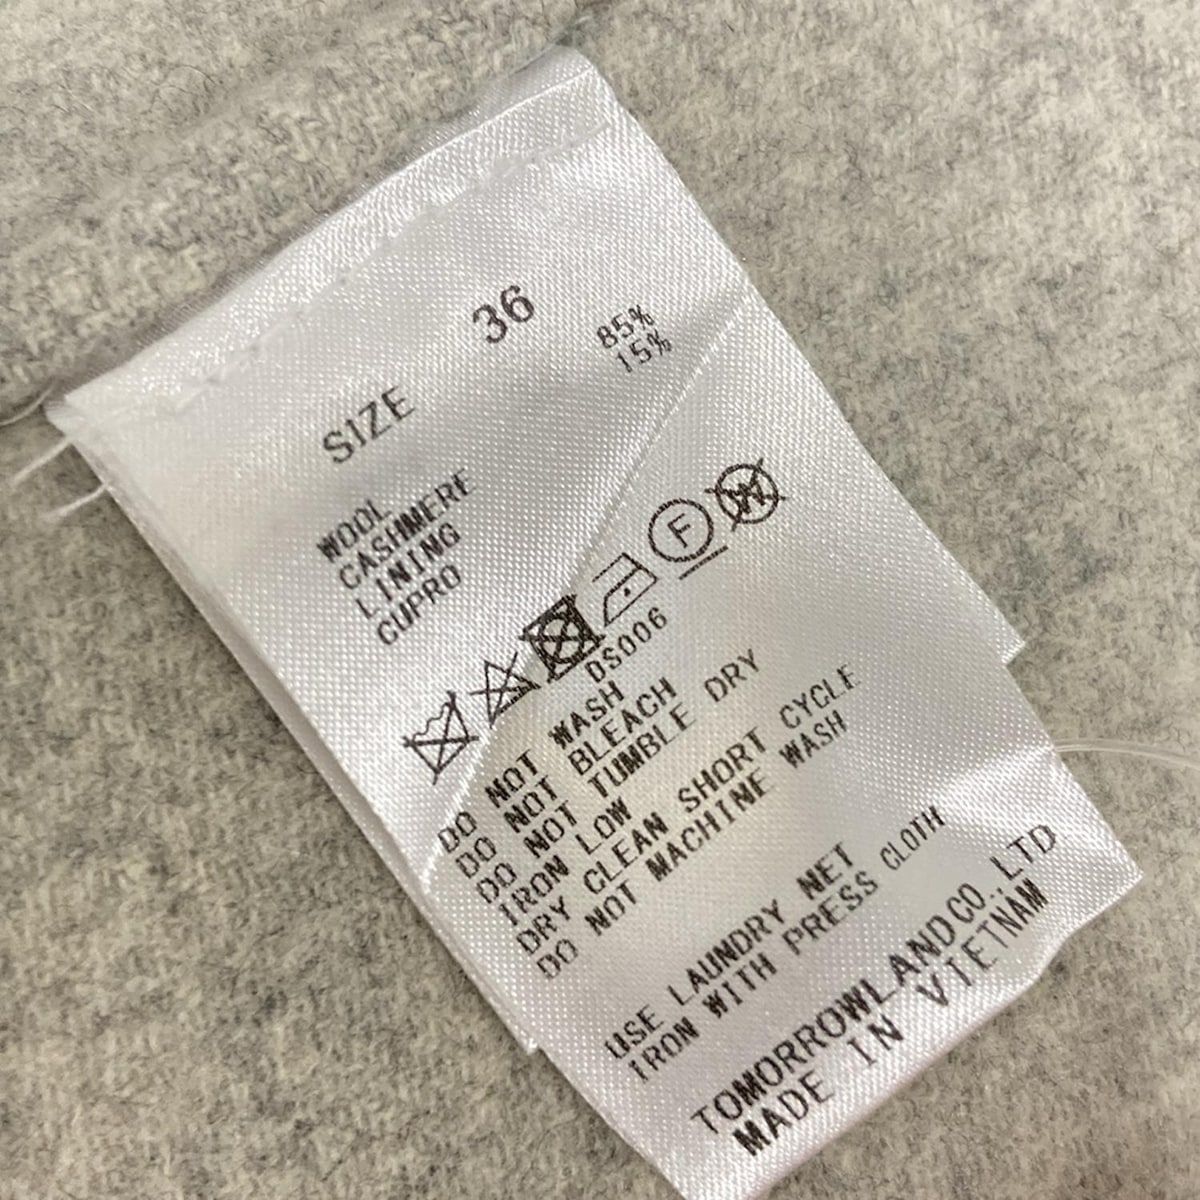 SIZE 36
WOOL 85%
CASHMERE 15%
LINING
CUPRO
F W
DS006
DO NOT WASH
DO NOT BLEACH
DO NOT TUMBLE DRY
IRON LOW
DRY CLEAN SHORT CYCLE
DO NOT MACHINE WASH
USE LAUNDRY NET
IRON WITH PRESS CLOTH
TOMORROWLAND CO.,LTD
MADE IN VIETNAM